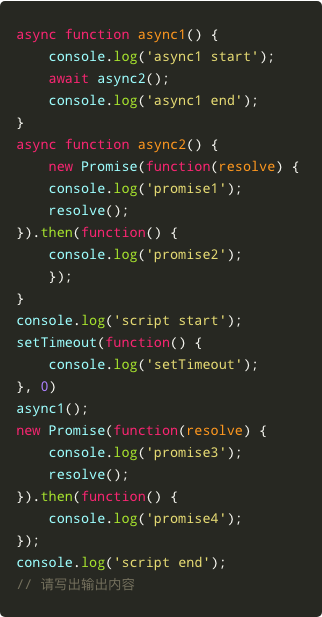 async function async1() {
    console.log('async1 start');
    await async2();
    console.log('async1 end');
}
async function async2() {
    new Promise(function(resolve) {
    console.log('promise1');
    resolve();
}).then(function() {
    console.log('promise2');
    });
}
console.log('script start');
setTimeout(function() {
    console.log('setTimeout');
}, 0)
async1();
new Promise(function(resolve) {
    console.log('promise3');
    resolve();
}).then(function() {
    console.log('promise4');
});
console.log('script end');
// 请写出输出内容